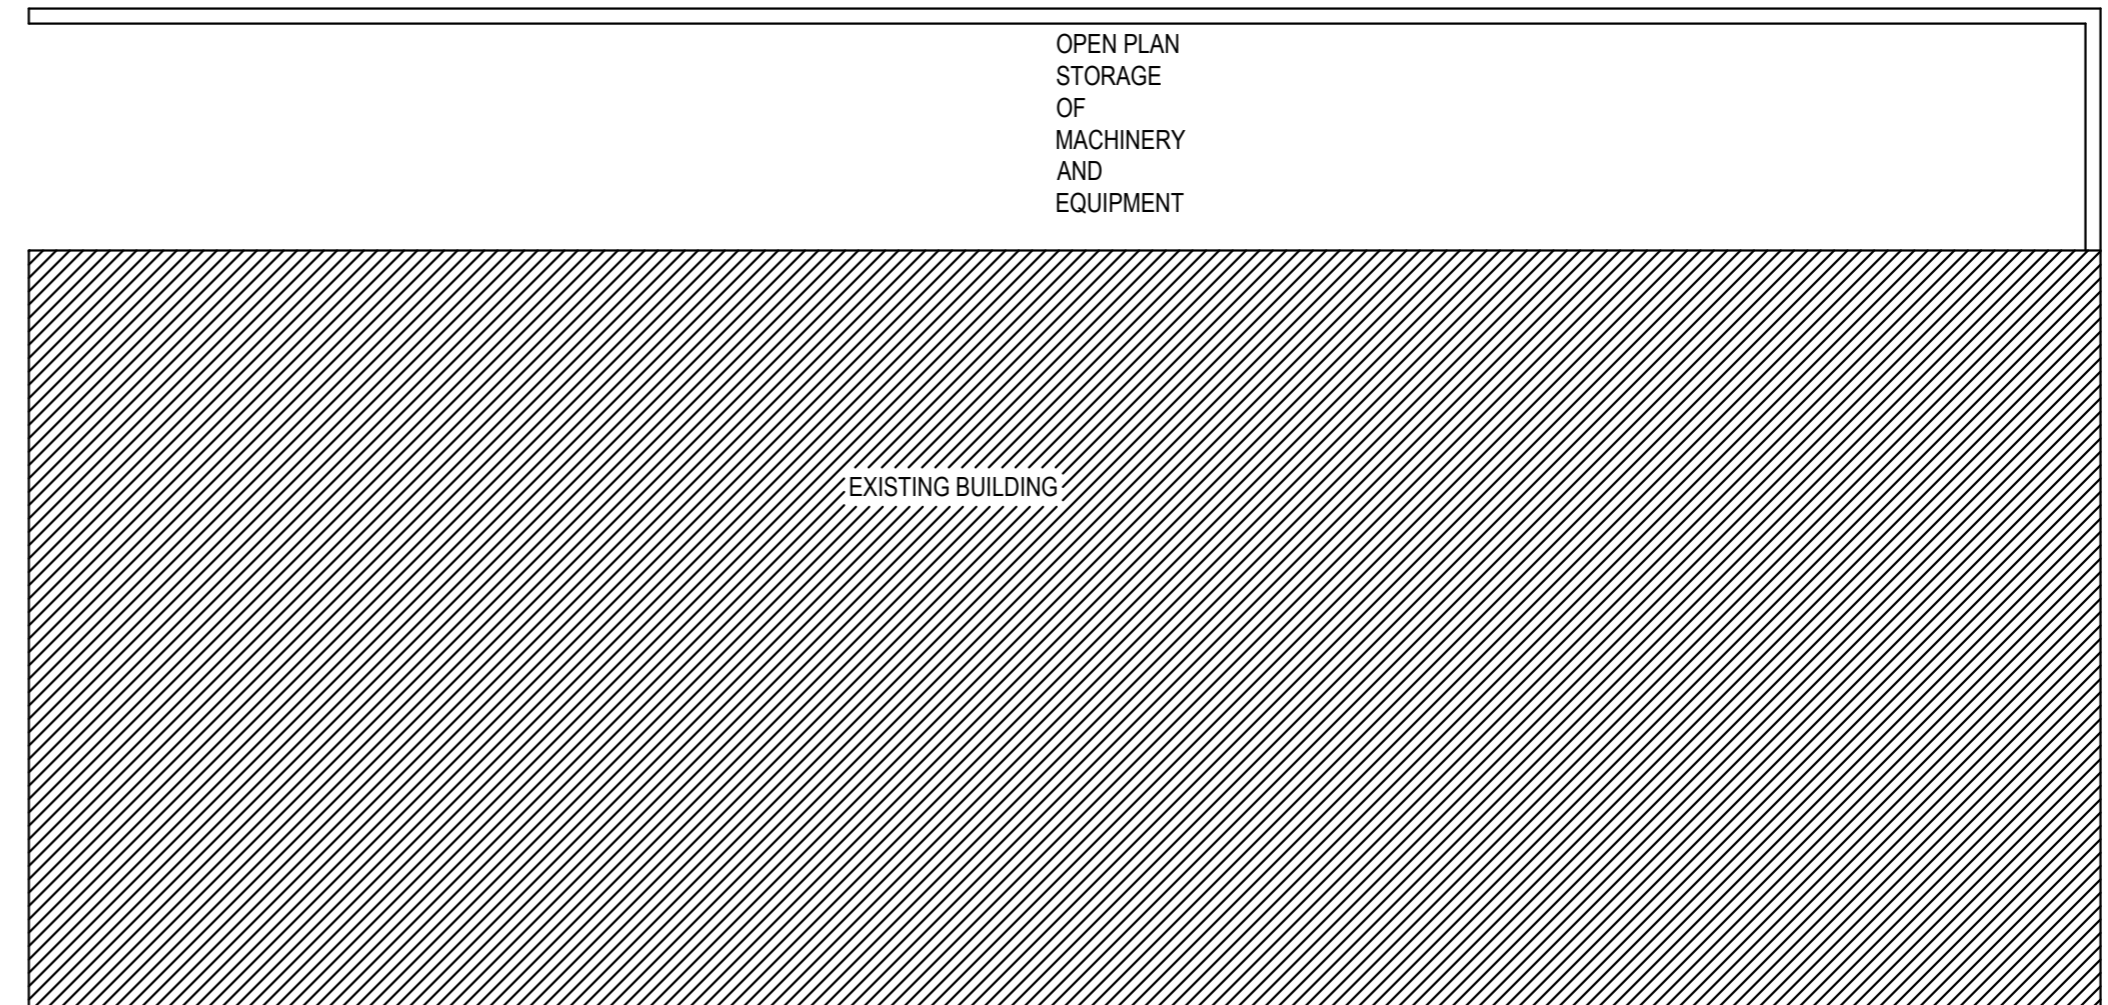 OPEN PLAN
STORAGE
OF
MACHINERY
AND
EQUIPMENT
EXISTING BUILDING